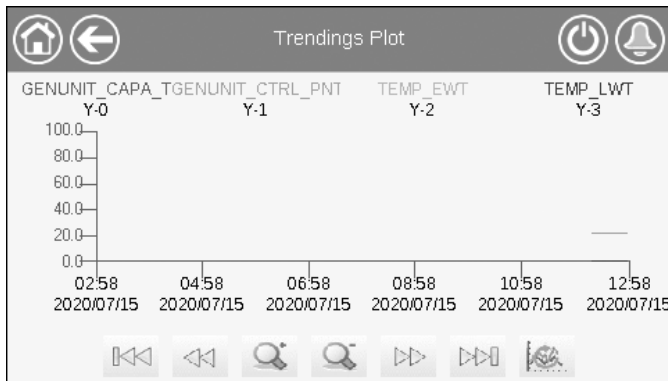 Trendings Plot
GENUNIT_CAPA_T GENUNIT_CTRL_PNT TEMP_EWT TEMP_LWT
Y-0 Y-1 Y-2 Y-3
100.0
80.0
60.0
40.0
20.0
0.0
02:58 04:58 06:58 08:58 10:58 12:58
2020/07/15 2020/07/15 2020/07/15 2020/07/15 2020/07/15 2020/07/15